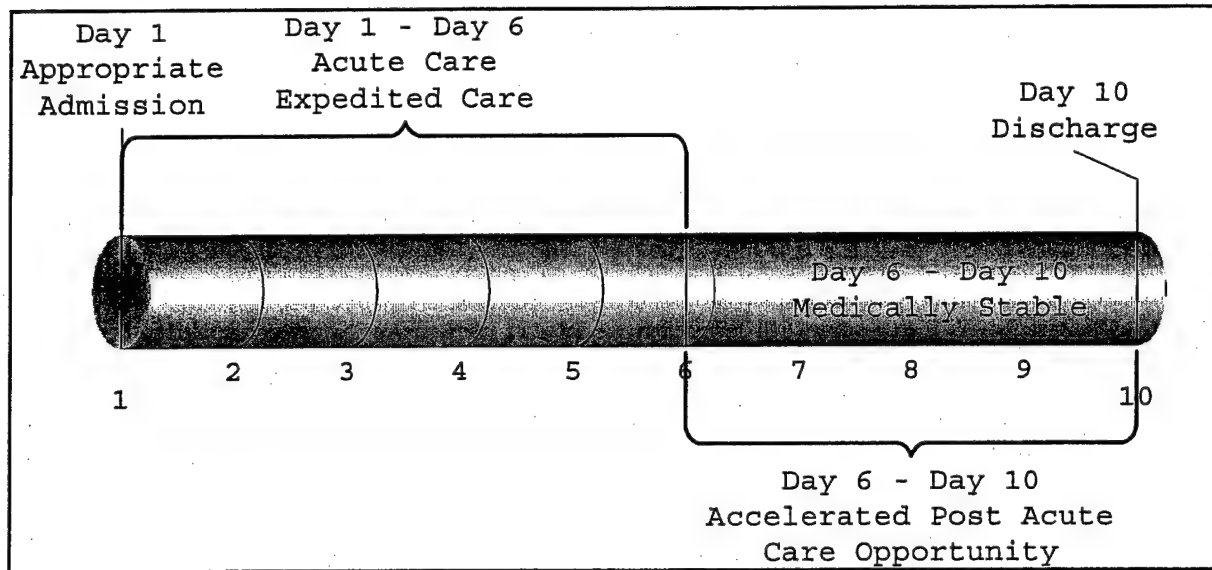 Day 1
Appropriate
Admission
Day 1 - Day 6
Acute Care
Expedited Care
Day 10
Discharge
Day 6 - Day 10
Medically Stable
1
2
3
4
5
6
7
8
9
10
Day 6 - Day 10
Accelerated Post Acute
Care Opportunity